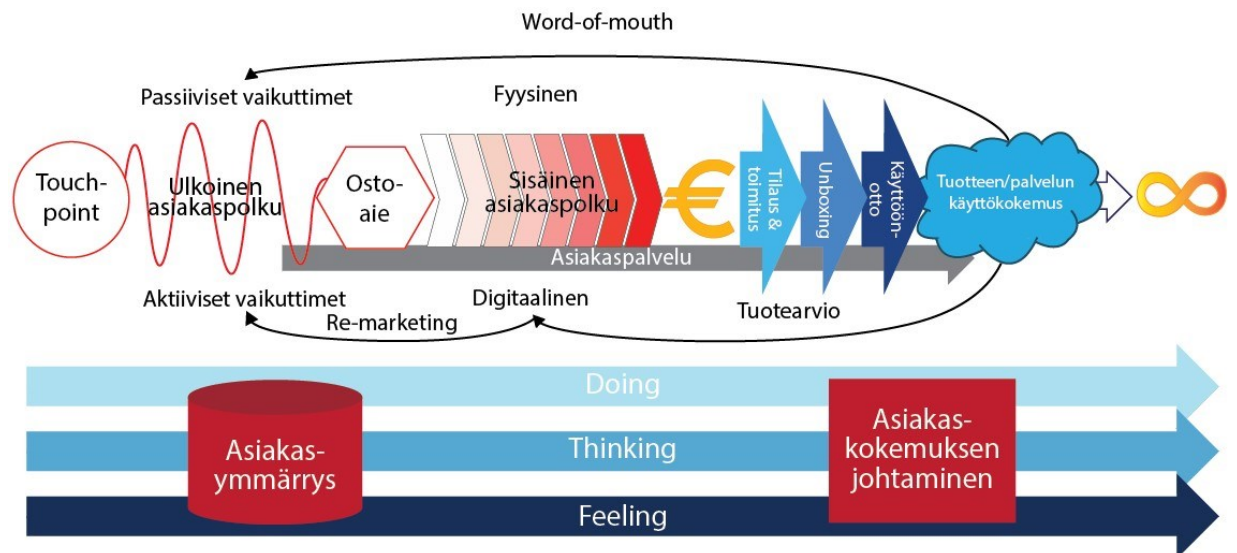 Word-of-mouth
Passiiviset vaikuttimet
Fyysinen
Touch-
point
Ulkoinen
asiakaspolku
Osto-
aie
Sisäinen
asiakaspolku
€
Tilaus &
toimitus
Unboxing
Käyttöön-
otto
Tuotteen/palvelun
käyttökokemus
Asiakaspalvelu
Aktiiviset vaikuttimet
Digitaalinen
Tuotearvio
Re-marketing
Doing
Thinking
Feeling
Asiakas-
ymmärrys
Asiakas-
kokemuksen
johtaminen